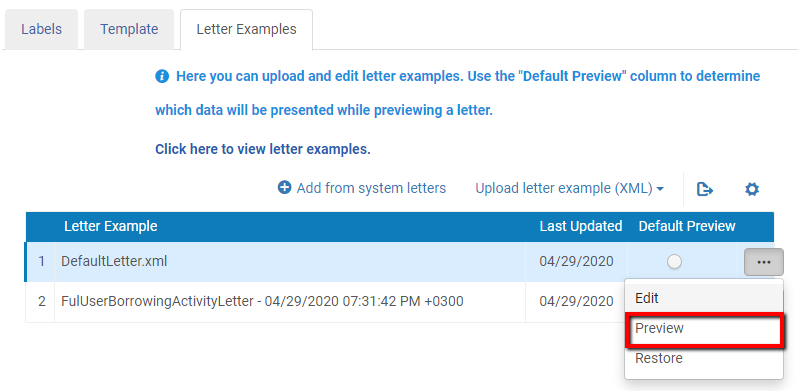 Labels Template Letter Examples
Here you can upload and edit letter examples. Use the "Default Preview" column to determine
which data will be presented while previewing a letter.
Click here to view letter examples.
Add from system letters Upload letter example (XML)
Letter Example Last Updated Default Preview
1 DefaultLetter.xml 04/29/2020
Edit
2 FulUserBorrowingActivityLetter - 04/29/2020 07:31:42 PM +0300 04/29/2020
Preview
Restore